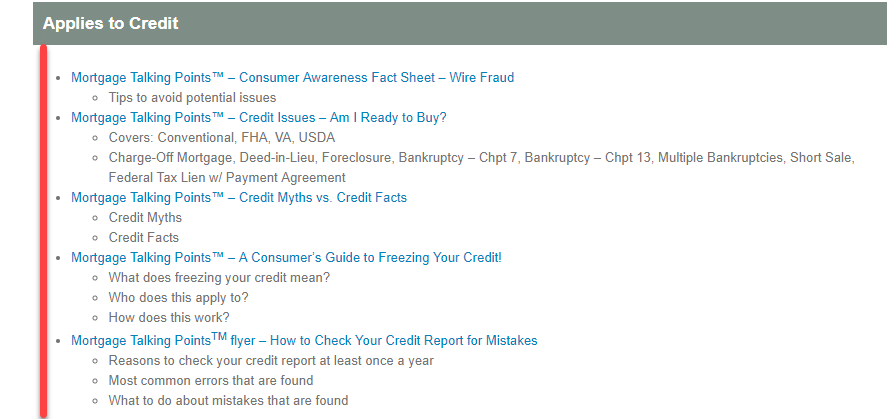 Applies to Credit
Mortgage Talking Points™ – Consumer Awareness Fact Sheet – Wire Fraud
Tips to avoid potential issues
Mortgage Talking Points™ – Credit Issues – Am I Ready to Buy?
Covers: Conventional, FHA, VA, USDA
Charge-Off Mortgage, Deed-in-Lieu, Foreclosure, Bankruptcy – Chpt 7, Bankruptcy – Chpt 13, Multiple Bankruptcies, Short Sale,
Federal Tax Lien w/ Payment Agreement
Mortgage Talking Points™ – Credit Myths vs. Credit Facts
Credit Myths
Credit Facts
Mortgage Talking Points™ – A Consumer’s Guide to Freezing Your Credit!
What does freezing your credit mean?
Who does this apply to?
How does this work?
Mortgage Talking PointsTM flyer – How to Check Your Credit Report for Mistakes
Reasons to check your credit report at least once a year
Most common errors that are found
What to do about mistakes that are found